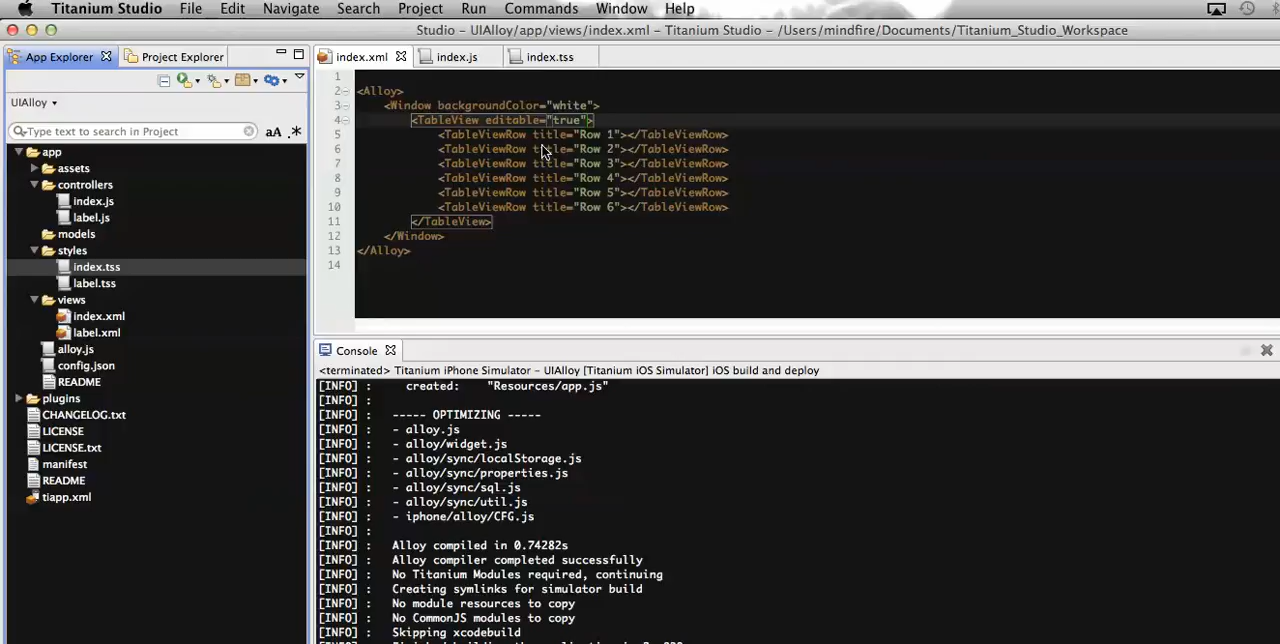 Titanium Studio File Edit Navigate Search Project Run Commands Window Help
Studio - UIAlloy/app/views/index.xml - Titanium Studio - /Users/mindfire/Documents/Titanium_Studio_Workspace
App Explorer Project Explorer
UIAlloy
Type text to search in Project aA .*
app
assets
controllers
index.js
label.js
models
styles
index.tss
label.tss
views
index.xml
label.xml
alloy.js
config.json
README
plugins
CHANGELOG.txt
LICENSE
LICENSE.txt
manifest
README
tiapp.xml
index.xml index.js index.tss
1
2 <Alloy>
3 <Window backgroundColor="white">
4 <TableView editable="true">
5 <TableViewRow title="Row 1"></TableViewRow>
6 <TableViewRow title="Row 2"></TableViewRow>
7 <TableViewRow title="Row 3"></TableViewRow>
8 <TableViewRow title="Row 4"></TableViewRow>
9 <TableViewRow title="Row 5"></TableViewRow>
10 <TableViewRow title="Row 6"></TableViewRow>
11 </TableView>
12 </Window>
13 </Alloy>
14
Console
<terminated> Titanium iPhone Simulator - UIAlloy [Titanium iOS Simulator] iOS build and deploy
[INFO] : created: "Resources/app.js"
[INFO] :
[INFO] : ----- OPTIMIZING -----
[INFO] : - alloy.js
[INFO] : - alloy/widget.js
[INFO] : - alloy/sync/localStorage.js
[INFO] : - alloy/sync/properties.js
[INFO] : - alloy/sync/sql.js
[INFO] : - alloy/sync/util.js
[INFO] : - iphone/alloy/CFG.js
[INFO] :
[INFO] : Alloy compiled in 0.74282s
[INFO] : Alloy compiler completed successfully
[INFO] : No Titanium Modules required, continuing
[INFO] : Creating symlinks for simulator build
[INFO] : No module resources to copy
[INFO] : No CommonJS modules to copy
[INFO] : Skipping xcodebuild